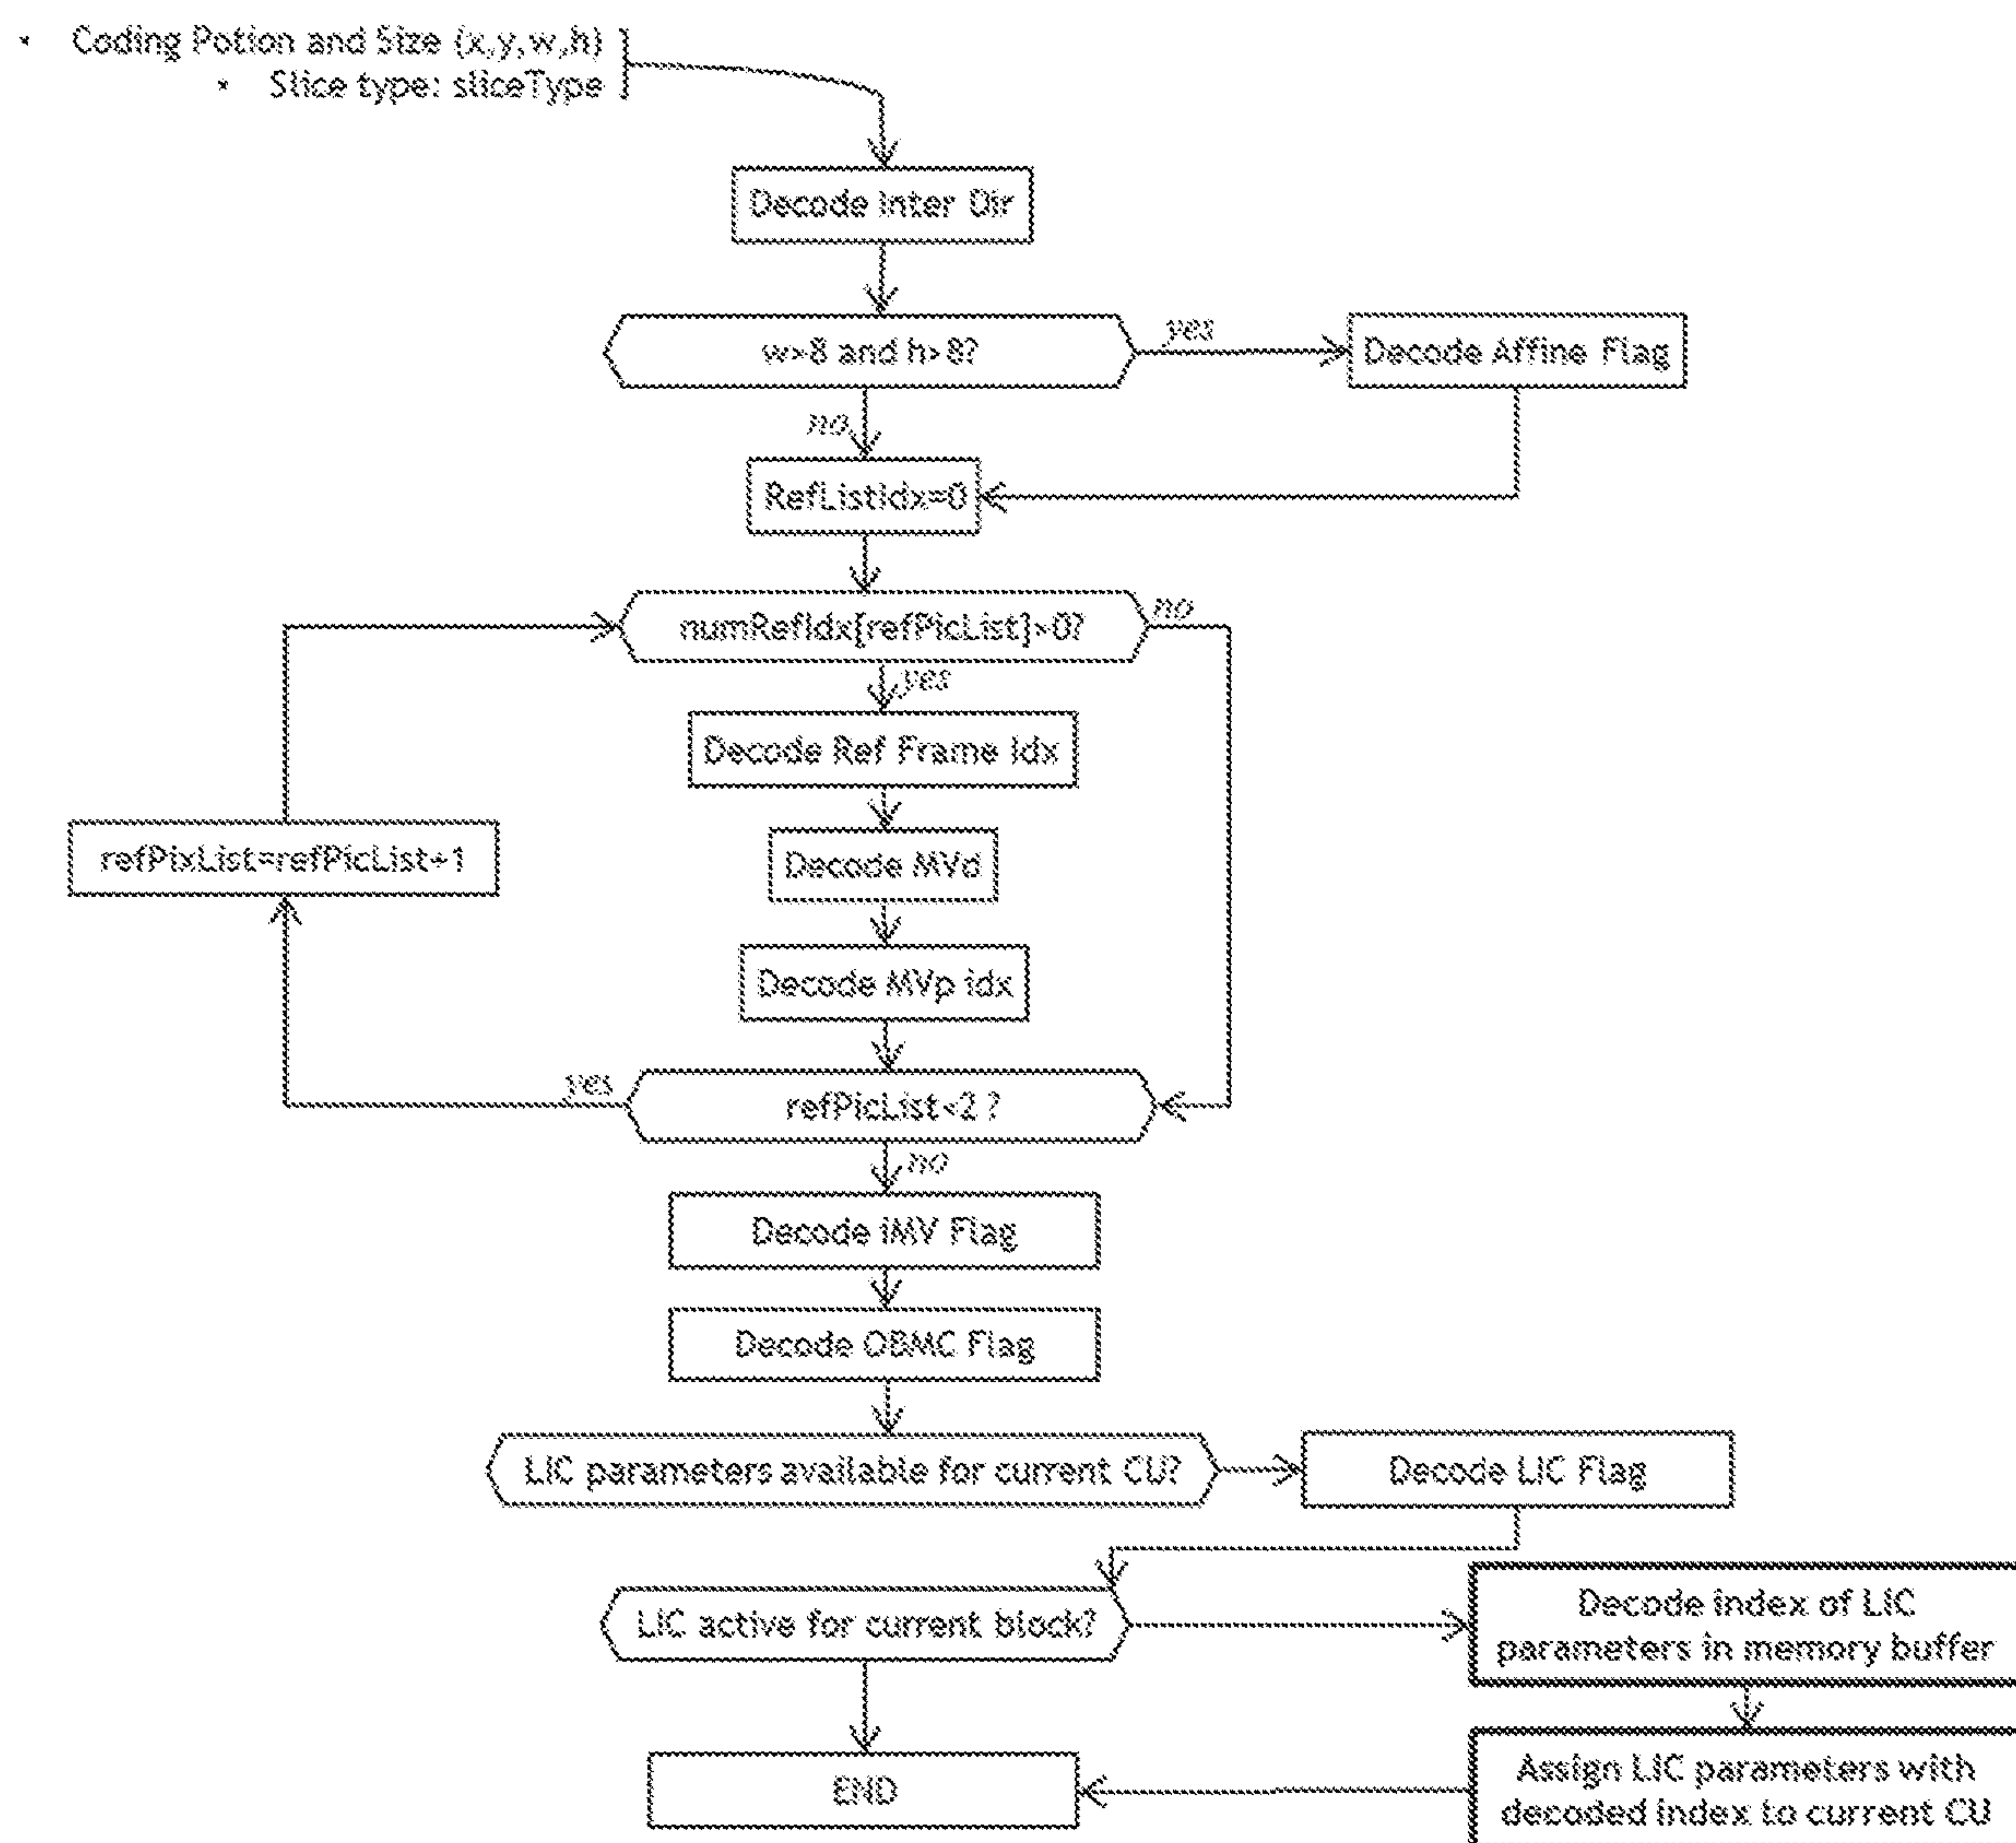 • Coding Potion and Size (x,y,w,h)
• Slice type: sliceType
Decode Inter Dir
w>8 and h>8?
yes
Decode Affine Flag
no
RefListIdx=0
numRefIdx[refPicList]>0?
no
yes
Decode Ref Frame idx
refPixList=refPicList+1
Decode MVd
Decode MVp idx
yes
refPicList<2 ?
no
Decode iMV Flag
Decode OBMC Flag
LIC parameters available for current CU?
Decode LIC Flag
LIC active for current block?
Decode index of LIC
parameters in memory buffer
END
Assign LIC parameters with
decoded index to current CU